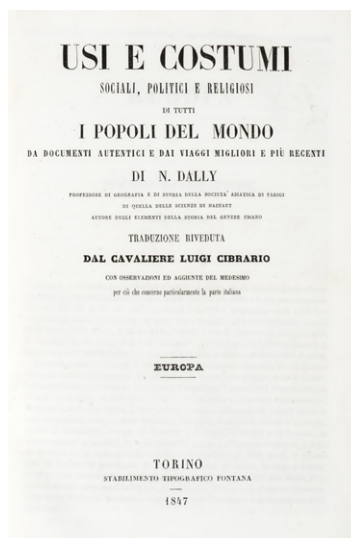 USI E COSTUMI
SOCIALI, POLITICI E RELIGIOSI
DI TUTTI
I POPOLI DEL MONDO
DA DOCUMENTI AUTENTICI E DAI VIAGGI MIGLIORI E PIÙ RECENTI
DI N. DALLY
PROFESSORE DI GEOGRAFIA E DI STORIA DELLA SOCIETA' ASIATICA DI PARIGI
DI QUELLA DELLE SCIENZE DI HAINAUT
AUTORE DELLI ELEMENTI DELLA STORIA DEL GENERE UMANO
TRADUZIONE RIVEDUTA
DAL CAVALIERE LUIGI CIBRARIO
CON OSSERVAZIONI ED AGGIUNTE DEL MEDESIMO
per ciò che concerne particolarmente la parte italiana
EUROPA
TORINO
STABILIMENTO TIPOGRAFICO FONTANA
1847